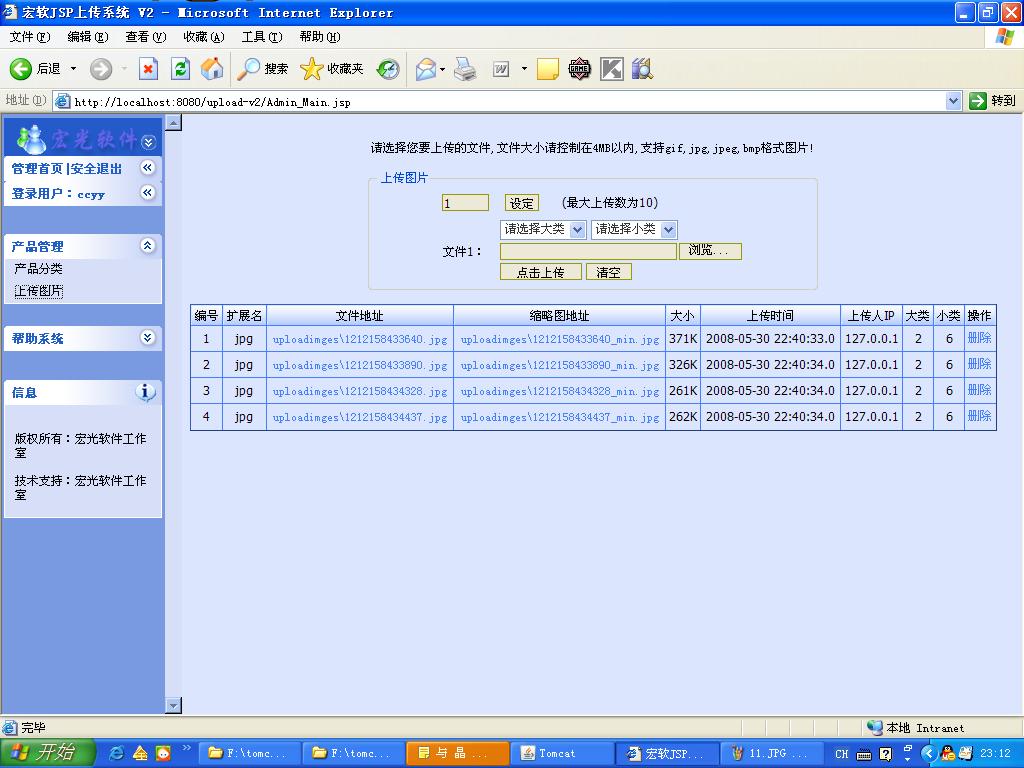 宏软JSP上传系统 V2 - Microsoft Internet Explorer
文件(F) 编辑(E) 查看(V) 收藏(A) 工具(T) 帮助(H)
后退 搜索 收藏夹
地址(D) http://localhost:8080/upload-v2/Admin_Main.jsp 转到
宏光软件
管理首页|安全退出
登录用户：ccyy
产品管理
产品分类
上传图片
帮助系统
信息
版权所有：宏光软件工作
室
技术支持：宏光软件工作
室
请选择您要上传的文件,文件大小请控制在4MB以内,支持gif,jpg,jpeg,bmp格式图片!
上传图片
1 设定 (最大上传数为10)
请选择大类 请选择小类
文件1： 浏览...
点击上传 清空
编号 扩展名 文件地址 缩略图地址 大小 上传时间 上传人IP 大类 小类 操作
1 jpg uploadimges\1212158433640.jpg uploadimges\1212158433640_min.jpg 371K 2008-05-30 22:40:33.0 127.0.0.1 2 6 删除
2 jpg uploadimges\1212158433890.jpg uploadimges\1212158433890_min.jpg 326K 2008-05-30 22:40:34.0 127.0.0.1 2 6 删除
3 jpg uploadimges\1212158434328.jpg uploadimges\1212158434328_min.jpg 261K 2008-05-30 22:40:34.0 127.0.0.1 2 6 删除
4 jpg uploadimges\1212158434437.jpg uploadimges\1212158434437_min.jpg 262K 2008-05-30 22:40:34.0 127.0.0.1 2 6 删除
完毕 本地 Intranet
开始 F:\tomc... F:\tomc... 与 晶 ... Tomcat 宏软JSP... 11.JPG ... CH 23:12